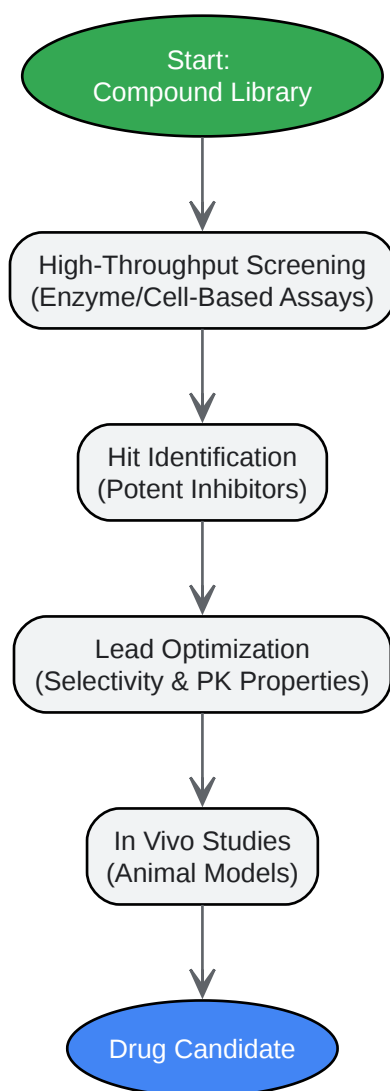 Start:
Compound Library
High-Throughput Screening
(Enzyme/Cell-Based Assays)
Hit Identification
(Potent Inhibitors)
Lead Optimization
(Selectivity & PK Properties)
In Vivo Studies
(Animal Models)
Drug Candidate